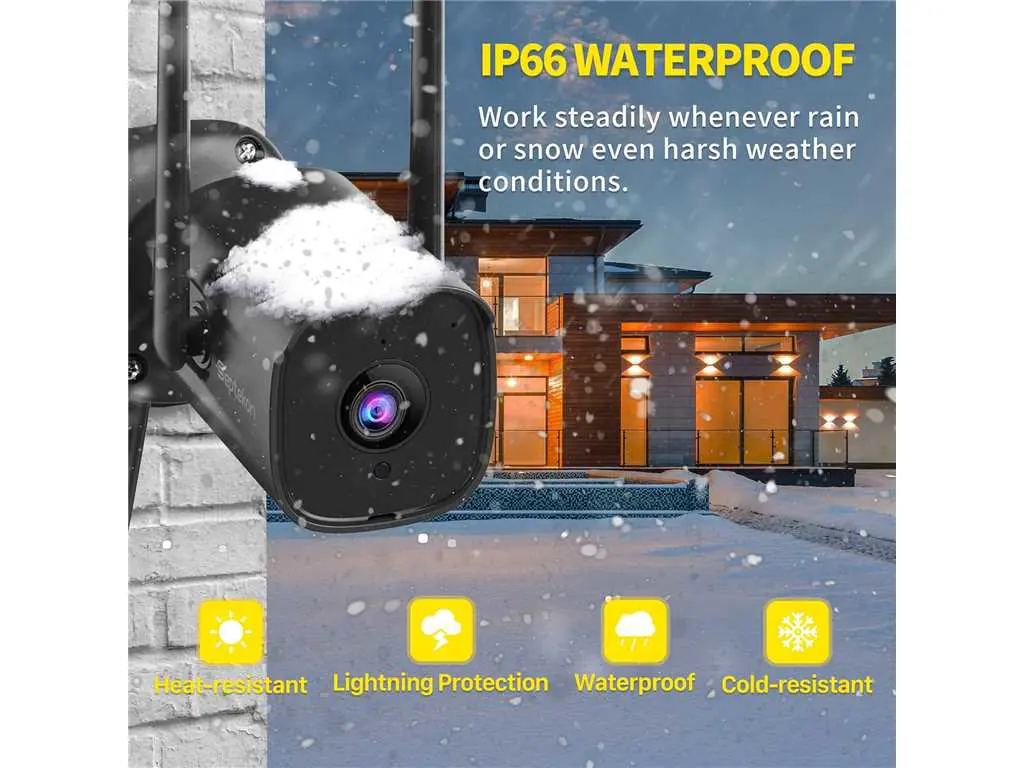 IP66 WATERPROOF
Work steadily whenever rain
or snow even harsh weather
conditions.
Septekon
Heat-resistant
Lightning Protection
Waterproof
Cold-resistant